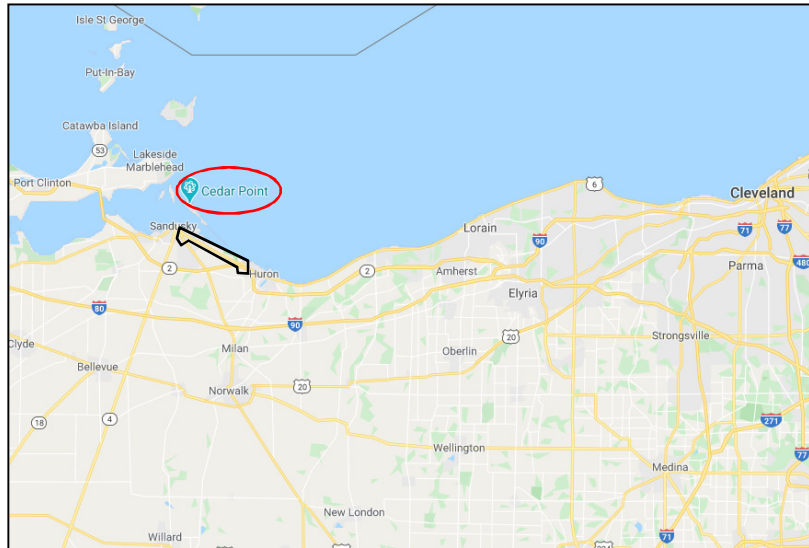 Isle St George
Put-In-Bay
Catawba Island
53
Lakeside
Marblehead
Port Clinton
Cedar Point
6
Cleveland
Sandusky
Lorain
90
71
77
2
Huron
2
Amherst
Parma
480
80
90
Elyria
Clyde
Milan
20
Strongsville
Bellevue
Oberlin
Norwalk
20
18
4
271
Wellington
77
Medina
New London
Willard
71